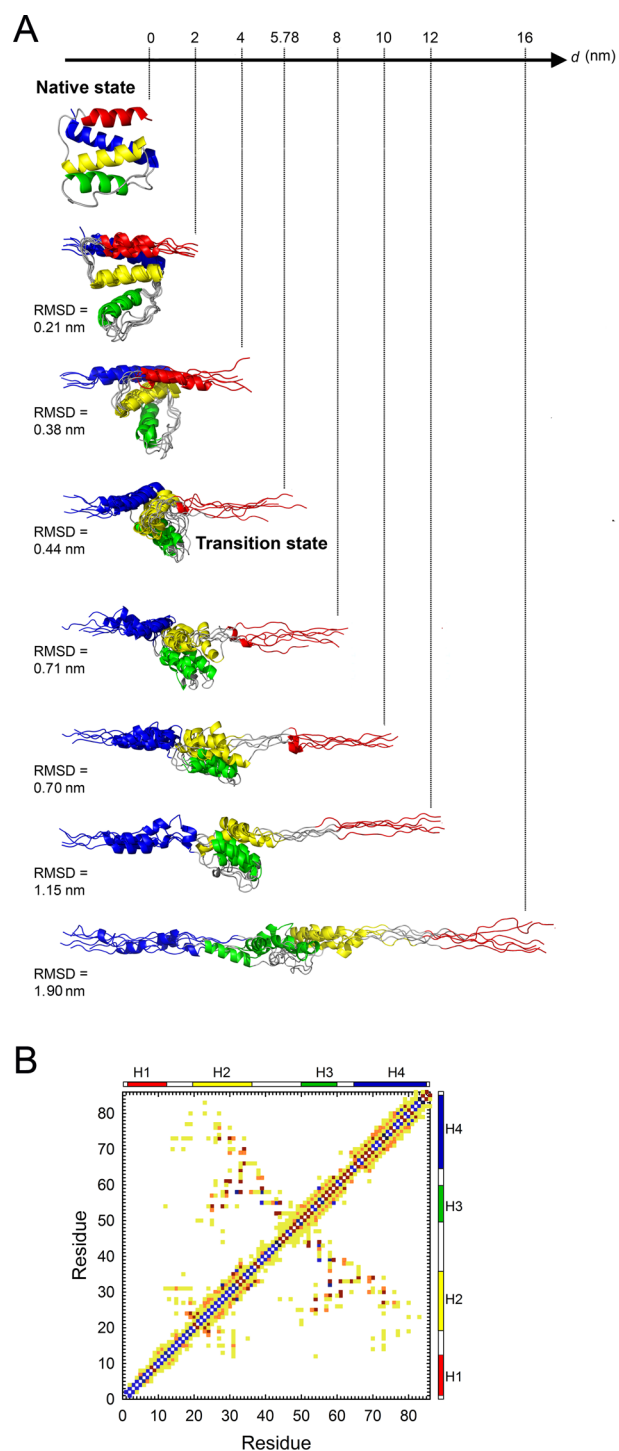 A
0 2 4 5.78 8 10 12 16
d (nm)
Native state
RMSD =
0.21 nm
RMSD =
0.38 nm
RMSD =
0.44 nm
Transition state
RMSD =
0.71 nm
RMSD =
0.70 nm
RMSD =
1.15 nm
RMSD =
1.90 nm
B
H1 H2 H3 H4
80
70
60
50
40
30
20
10
0
Residue
H4
H3
H2
H1
0 10 20 30 40 50 60 70 80
Residue